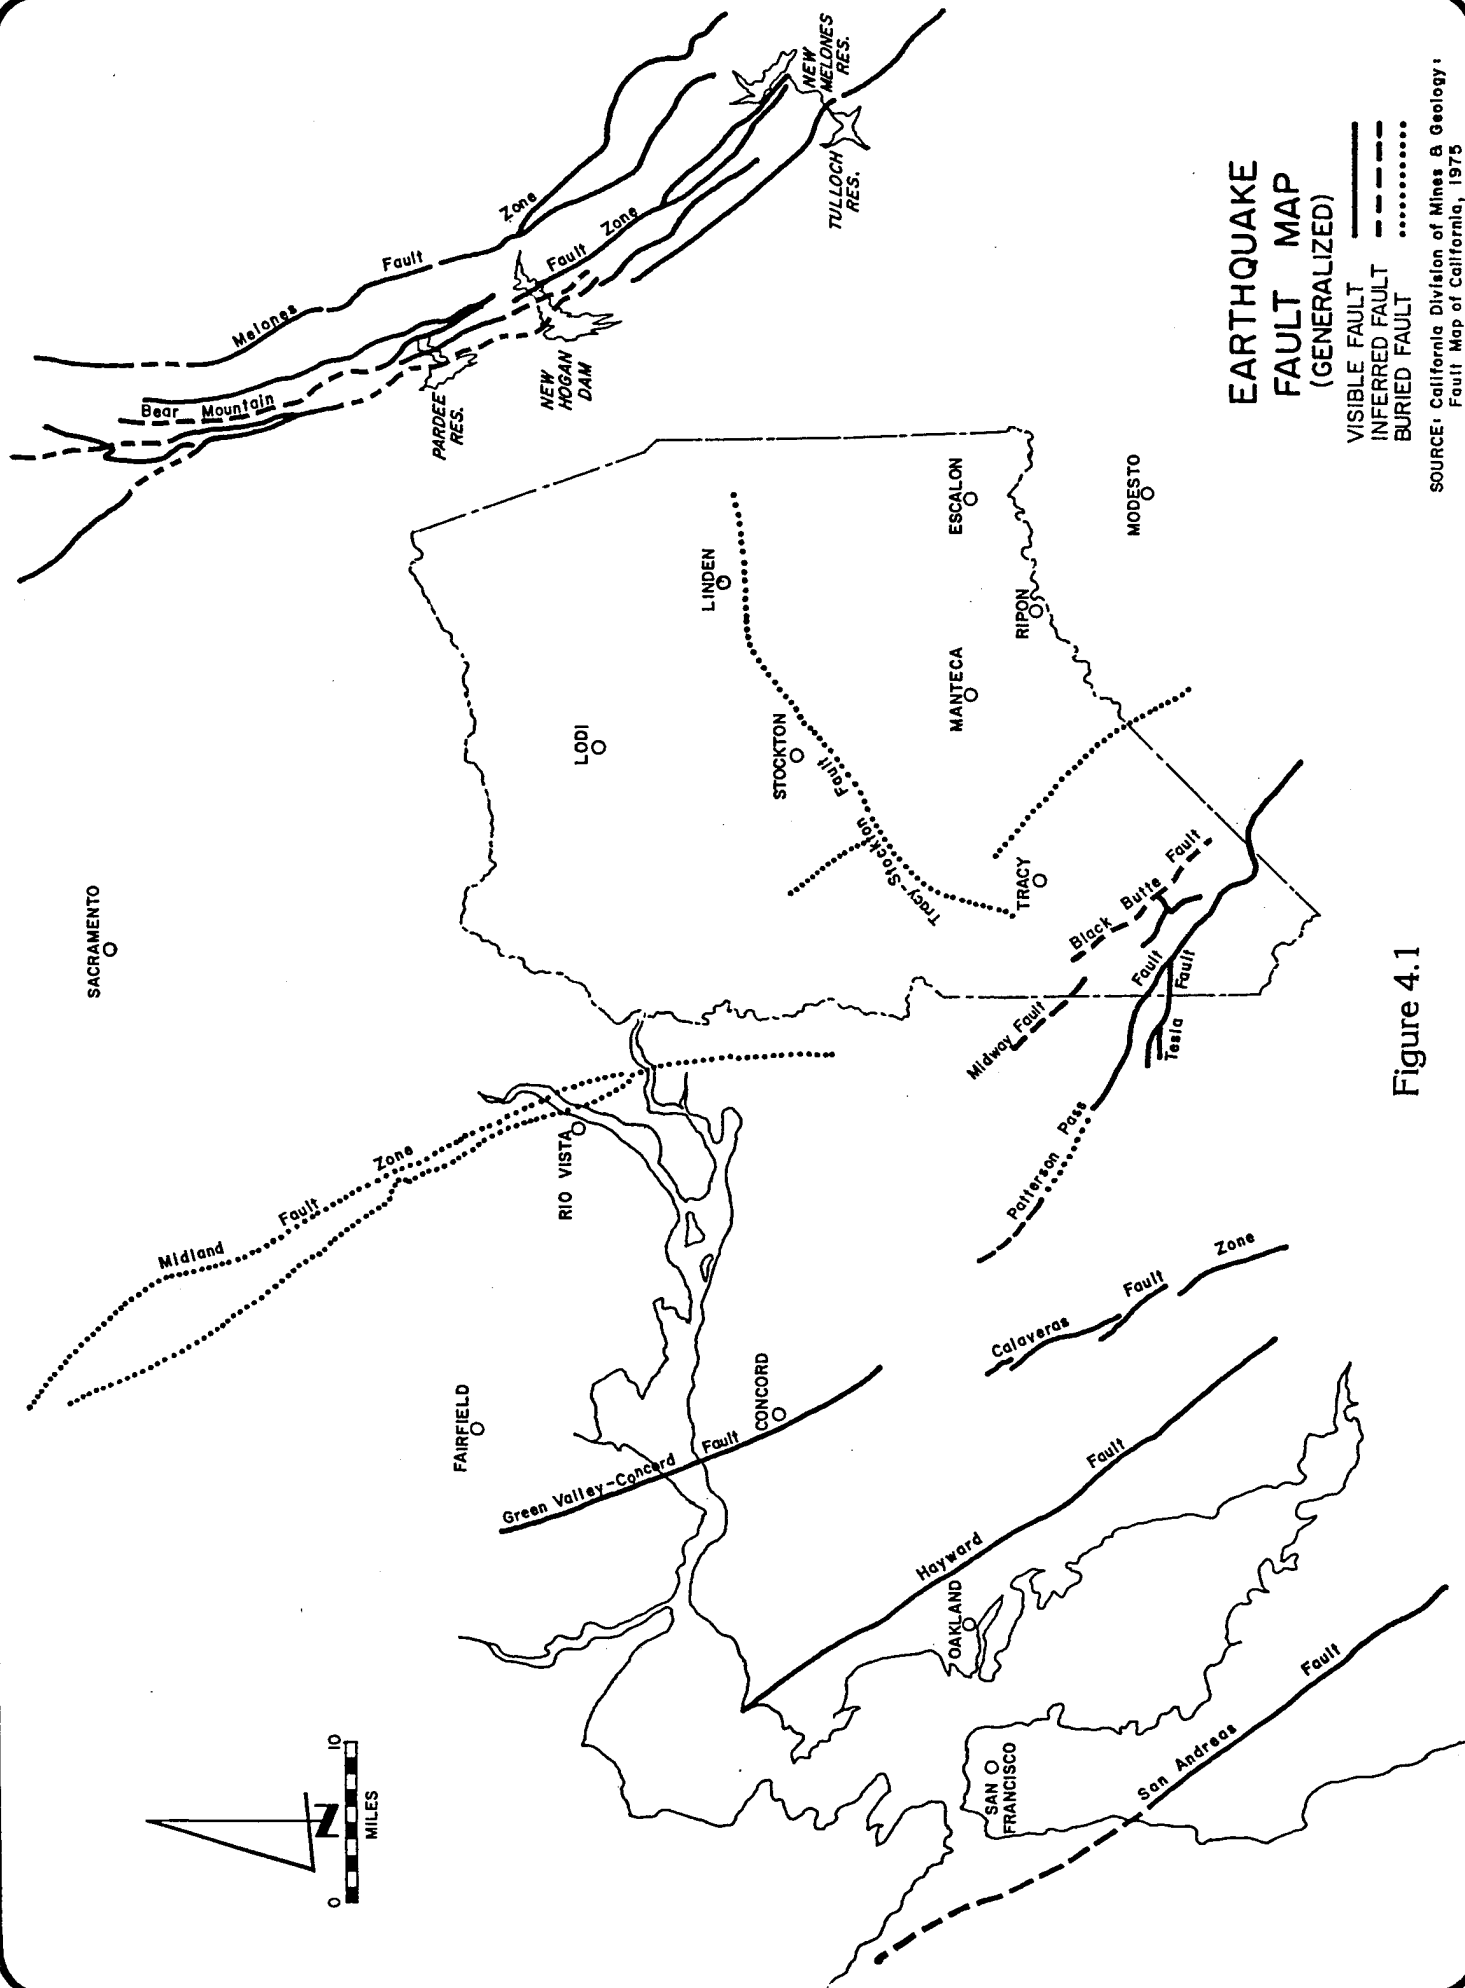 SACRAMENTO
FAIRFIELD
Midland
Fault
Zone
RIO VISTA
Green Valley-Concord
Fault
CONCORD
LODI
LINDEN
STOCKTON
Tracy-Stockton
Fault
MANTECA
ESCALON
RIPON
MODESTO
TRACY
Black Butte Fault
Midway Fault
Patterson Pass
Fault
Tesla
Fault
Calaveras
Fault
Zone
Hayward
Fault
OAKLAND
SAN
FRANCISCO
San Andreas
Fault
Melones
Fault
Zone
Bear Mountain
Fault
Zone
PARDEE
RES.
NEW
HOGAN
DAM
NEW
MELONES
RES.
TULLOCH
RES.
N
0
10
MILES
EARTHQUAKE
FAULT MAP
(GENERALIZED)
VISIBLE FAULT
INFERRED FAULT
BURIED FAULT
SOURCE: California Division of Mines & Geology:
Fault Map of California, 1975
Figure 4.1